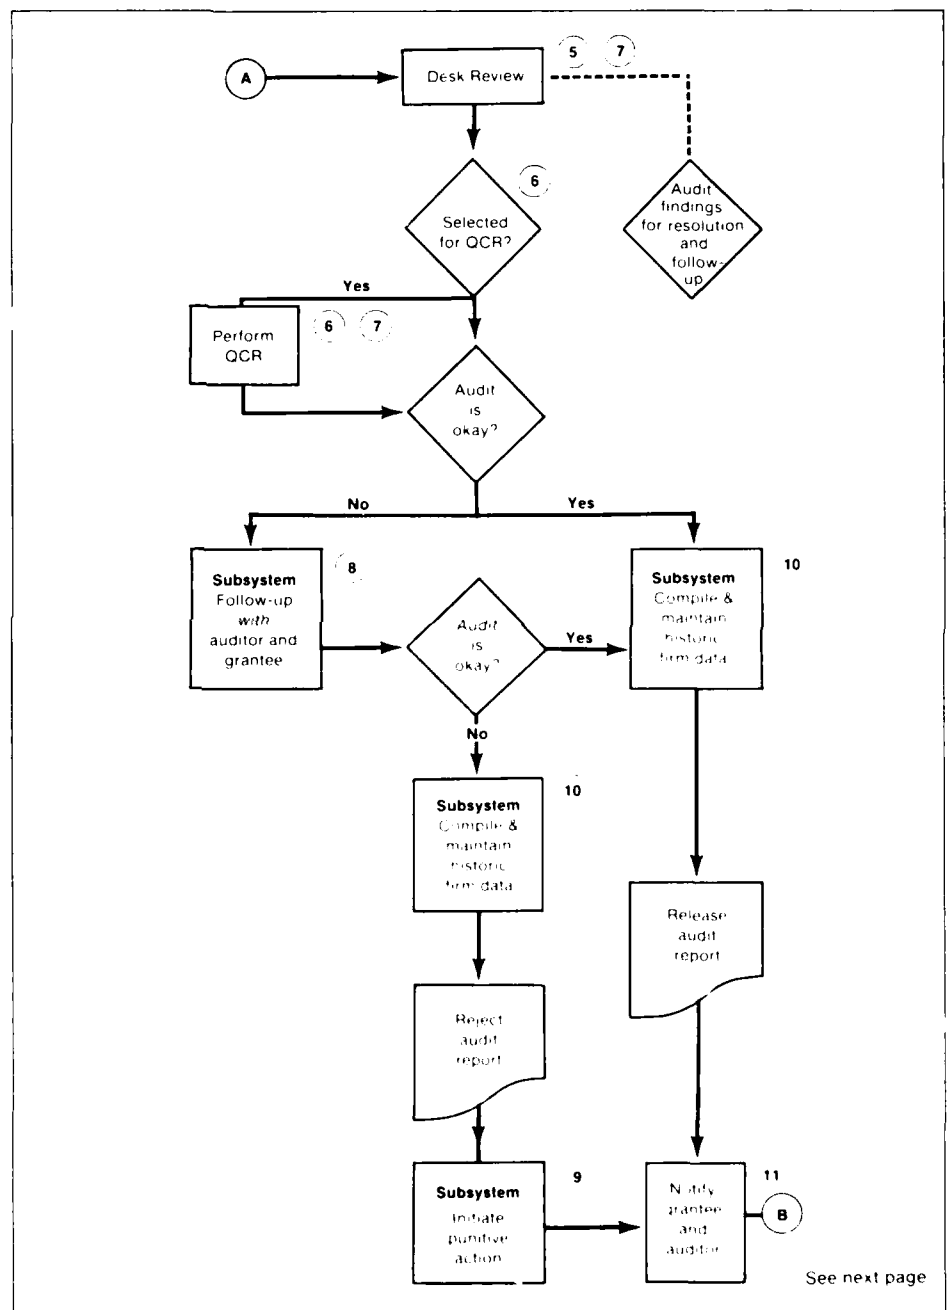 5 7
A
Desk Review
6
Selected
for QCR?
Audit
findings
for resolution
and
follow-
up
Yes
6 7
Perform
QCR
Audit
is
okay?
No
Yes
8
Subsystem
Follow-up
with
auditor and
grantee
Audit
is
okay?
Yes
10
Subsystem
Compile &
maintain
historic
firm data
No
10
Subsystem
Compile &
maintain
historic
firm data
Release
audit
report
Reject
audit
report
9
Subsystem
Initiate
punitive
action
11
Notify
grantee
and
auditor
B
See next page